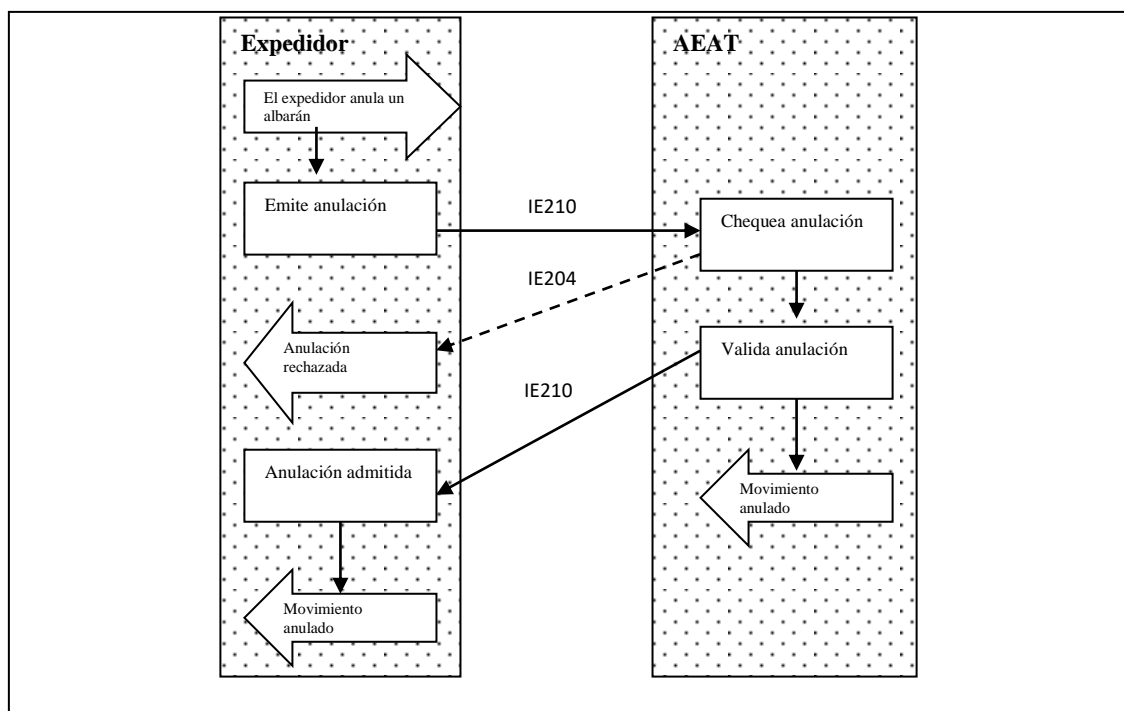 Expedidor
AEAT
El expedidor anula un
albarán
Emite anulación
IE210
Chequea anulación
IE204
Anulación
rechazada
Valida anulación
IE210
Anulación admitida
Movimiento
anulado
Movimiento
anulado